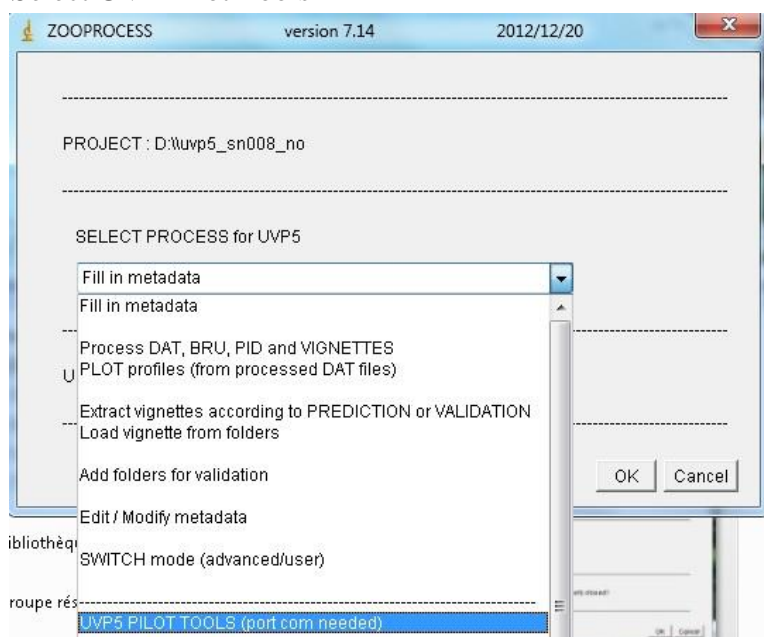 ZOOPROCESS version 7.14 2012/12/20
PROJECT : D:\\uvp5_sn008_no
SELECT PROCESS for UVP5
Fill in metadata
Fill in metadata
Process DAT, BRU, PID and VIGNETTES
U
PLOT profiles (from processed DAT files)
Extract vignettes according to PREDICTION or VALIDATION
Load vignette from folders
Add folders for validation
OK Cancel
Edit / Modify metadata
ibliothèqu
SWITCH mode (advanced/user)
roupe rés
UVP5 PILOT TOOLS (port com needed)
OK Cancel